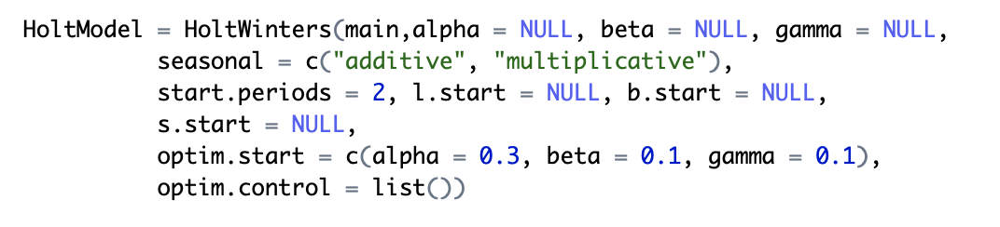 HoltModel = HoltWinters(main,alpha = NULL, beta = NULL, gamma = NULL,
seasonal = c("additive", "multiplicative"),
start.periods = 2, l.start = NULL, b.start = NULL,
s.start = NULL,
optim.start = c(alpha = 0.3, beta = 0.1, gamma = 0.1),
optim.control = list())